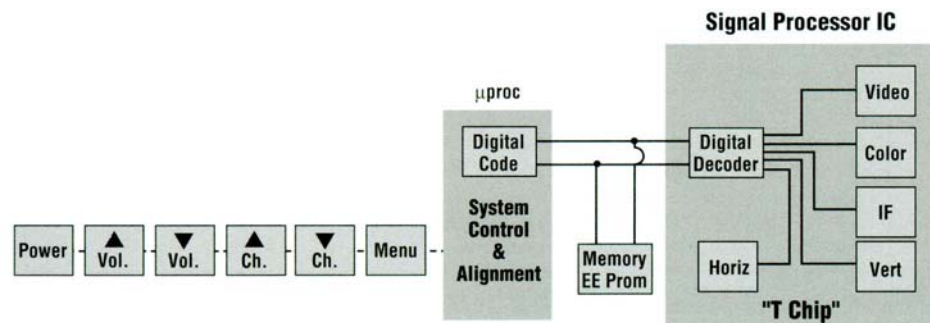 Signal Processor IC
μproc
Digital
Code
System
Control
&
Alignment
Power
▲
Vol.
▼
Vol.
▲
Ch.
▼
Ch.
Menu
Memory
EE Prom
Digital
Decoder
Video
Color
IF
Vert
Horiz
"T Chip"